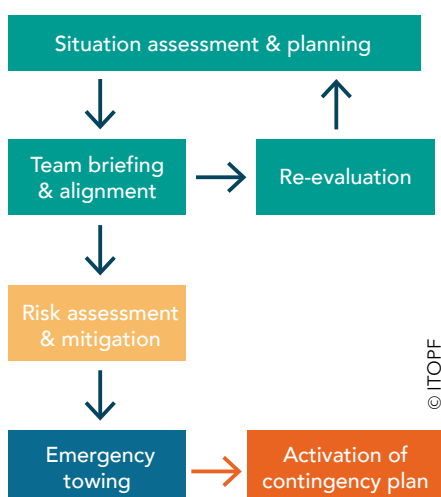 Situation assessment & planning
Team briefing
& alignment
Re-evaluation
Risk assessment
& mitigation
Emergency
towing
Activation of
contingency plan
© ITOPF